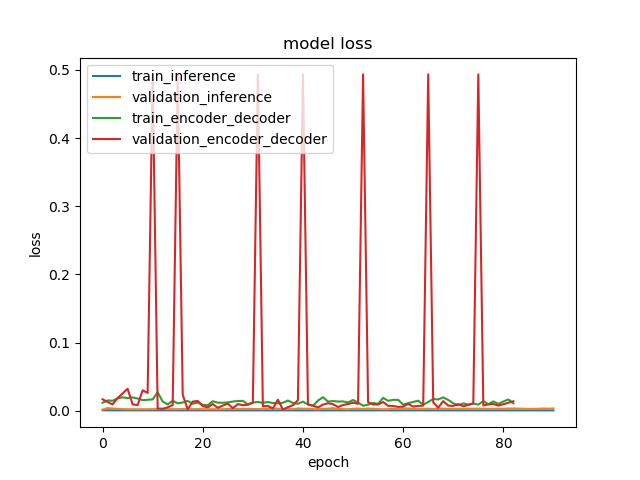 model loss
train_inference
validation_inference
train_encoder_decoder
validation_encoder_decoder
loss
0.5
0.4
0.3
0.2
0.1
0.0
0 20 40 60 80
epoch